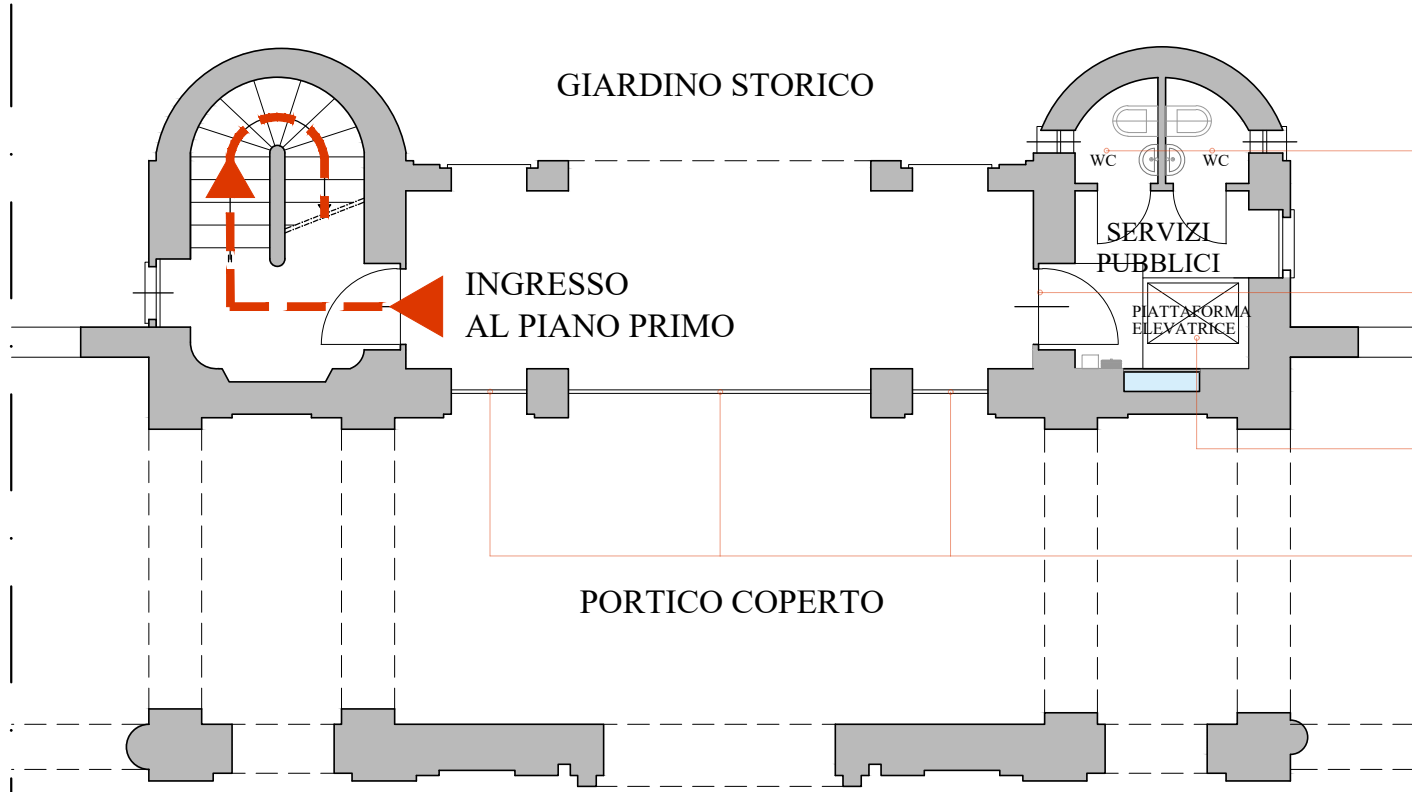 GIARDINO STORICO
WC
WC
SERVIZI
PUBBLICI
INGRESSO
AL PIANO PRIMO
PIATTAFORMA
ELEVATRICE
PORTICO COPERTO